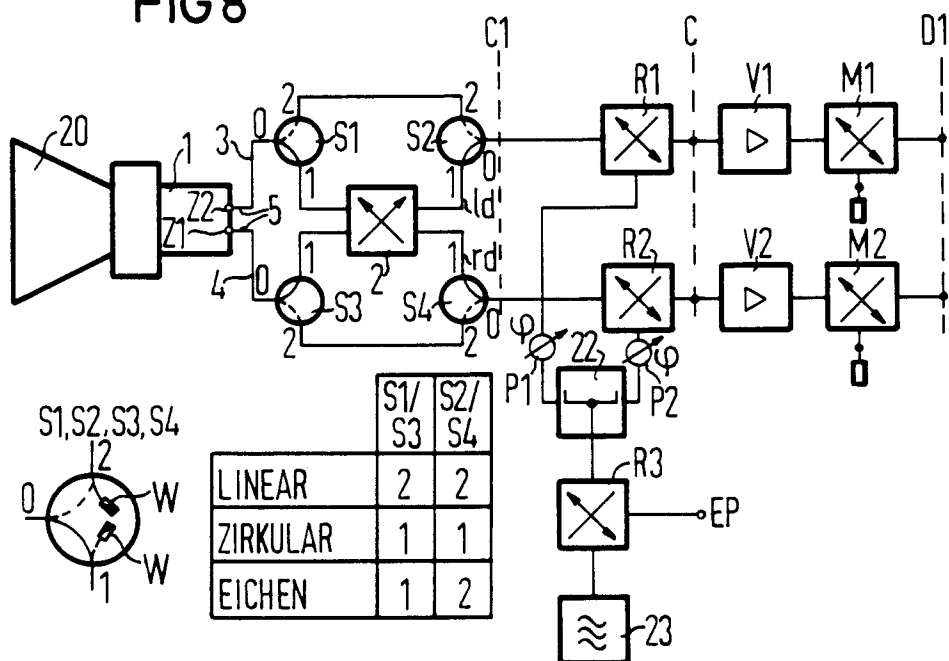 FIG 8
C1
C
D1
R1
V1
M1
20
1
3
0
2
S1
2
S2
0
Z2
5
1
1
ld
Z1
4
0
1
2
1
rd
R2
V2
M2
S3
S4
0
2
2
φ
φ
P1
22
P2
S1,S2,S3,S4
2
0
W
W
1
S1/ S2/
S3 S4
LINEAR 2 2
ZIRKULAR 1 1
EICHEN 1 2
R3
EP
23